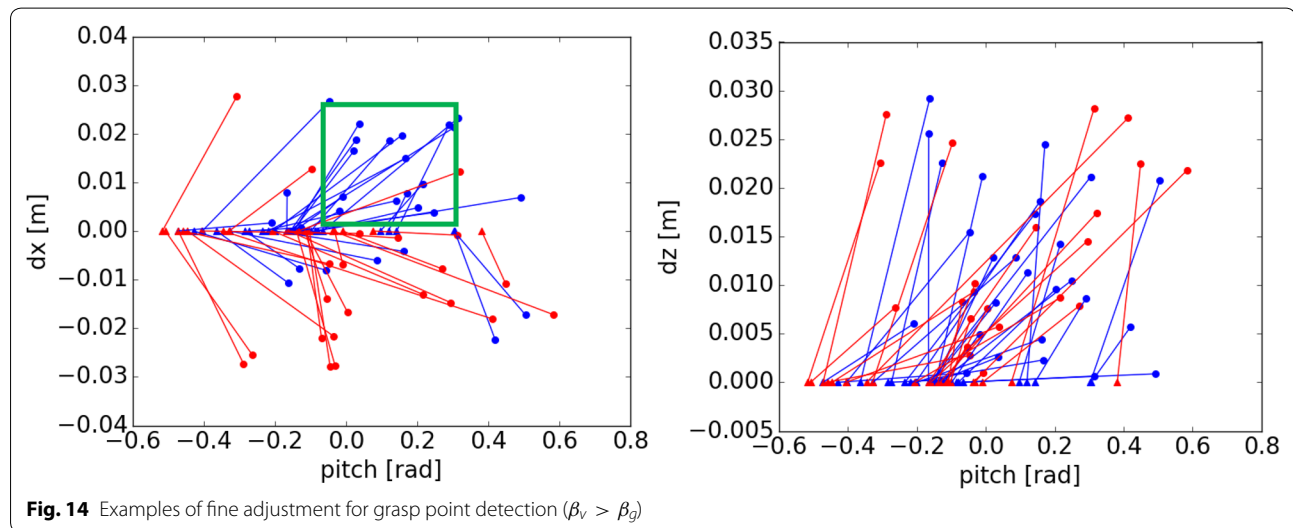 0.04
0.03
0.02
0.01
0.00
−0.01
−0.02
−0.03
−0.04
dx [m]
−0.6 −0.4 −0.2 0.0 0.2 0.4 0.6 0.8
pitch [rad]
0.035
0.030
0.025
0.020
0.015
0.010
0.005
0.000
−0.005
dz [m]
−0.6 −0.4 −0.2 0.0 0.2 0.4 0.6 0.8
pitch [rad]
Fig. 14 Examples of fine adjustment for grasp point detection (βv > βg)